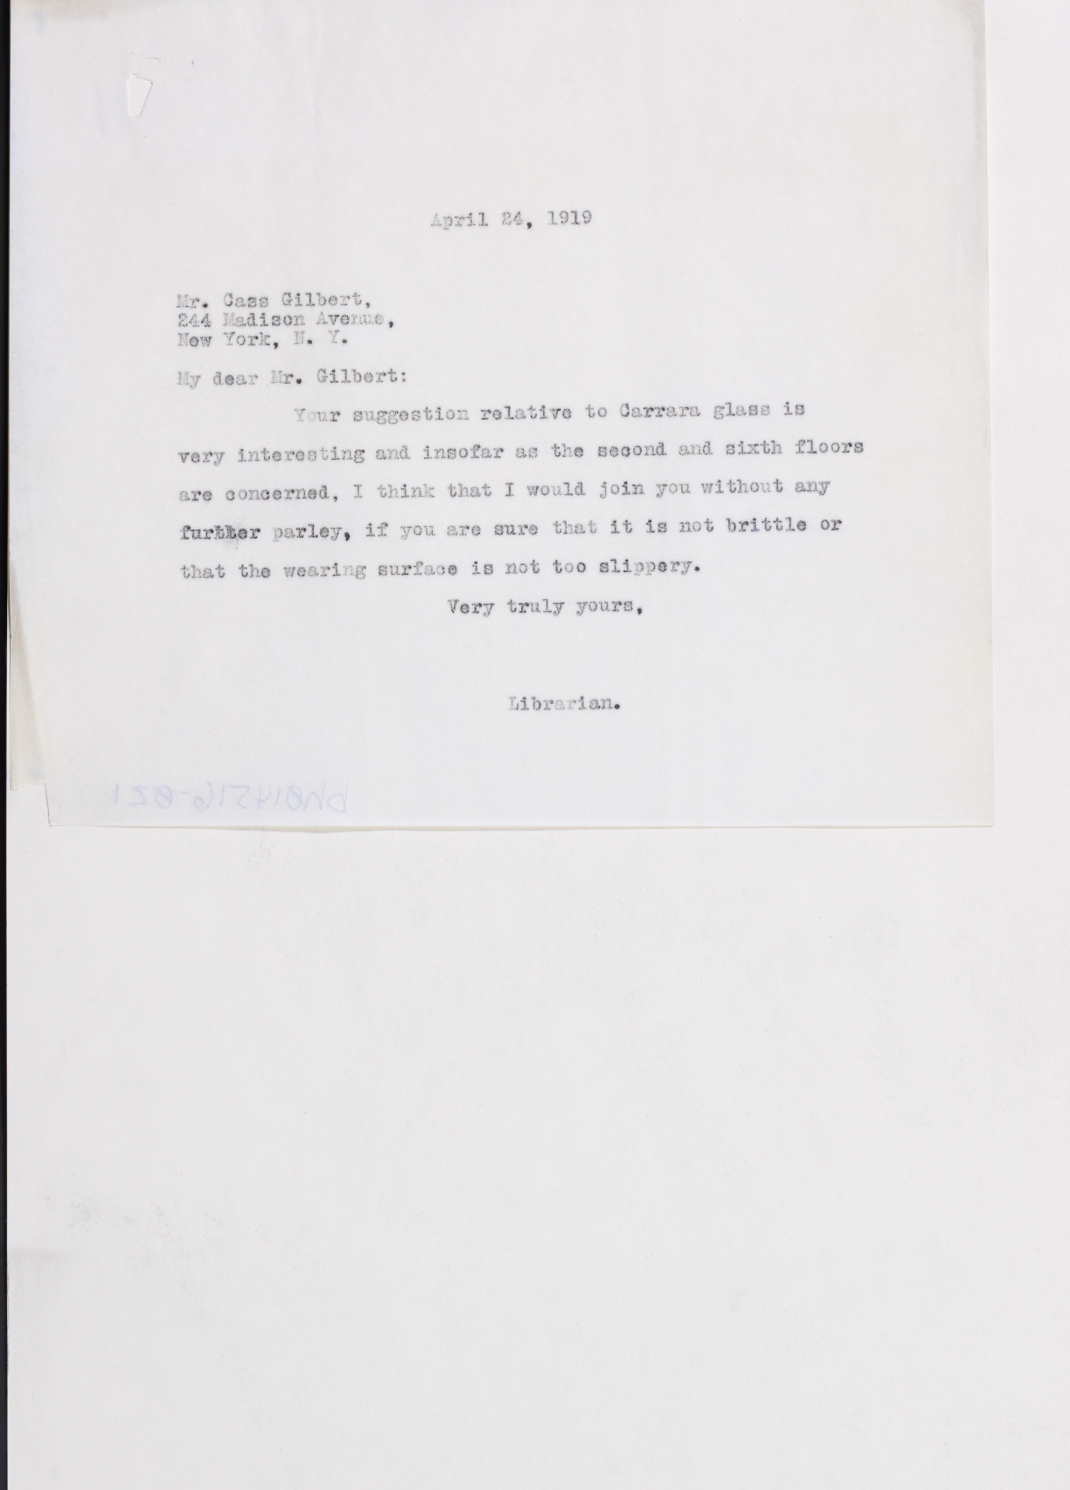 April 24, 1919
Mr. Cass Gilbert,
244 Madison Avenue,
New York, N. Y.
My dear Mr. Gilbert:
Your suggestion relative to Carrara glass is
very interesting and insofar as the second and sixth floors
are concerned, I think that I would join you without any
further parley, if you are sure that it is not brittle or
that the wearing surface is not too slippery.
Very truly yours,
Librarian.